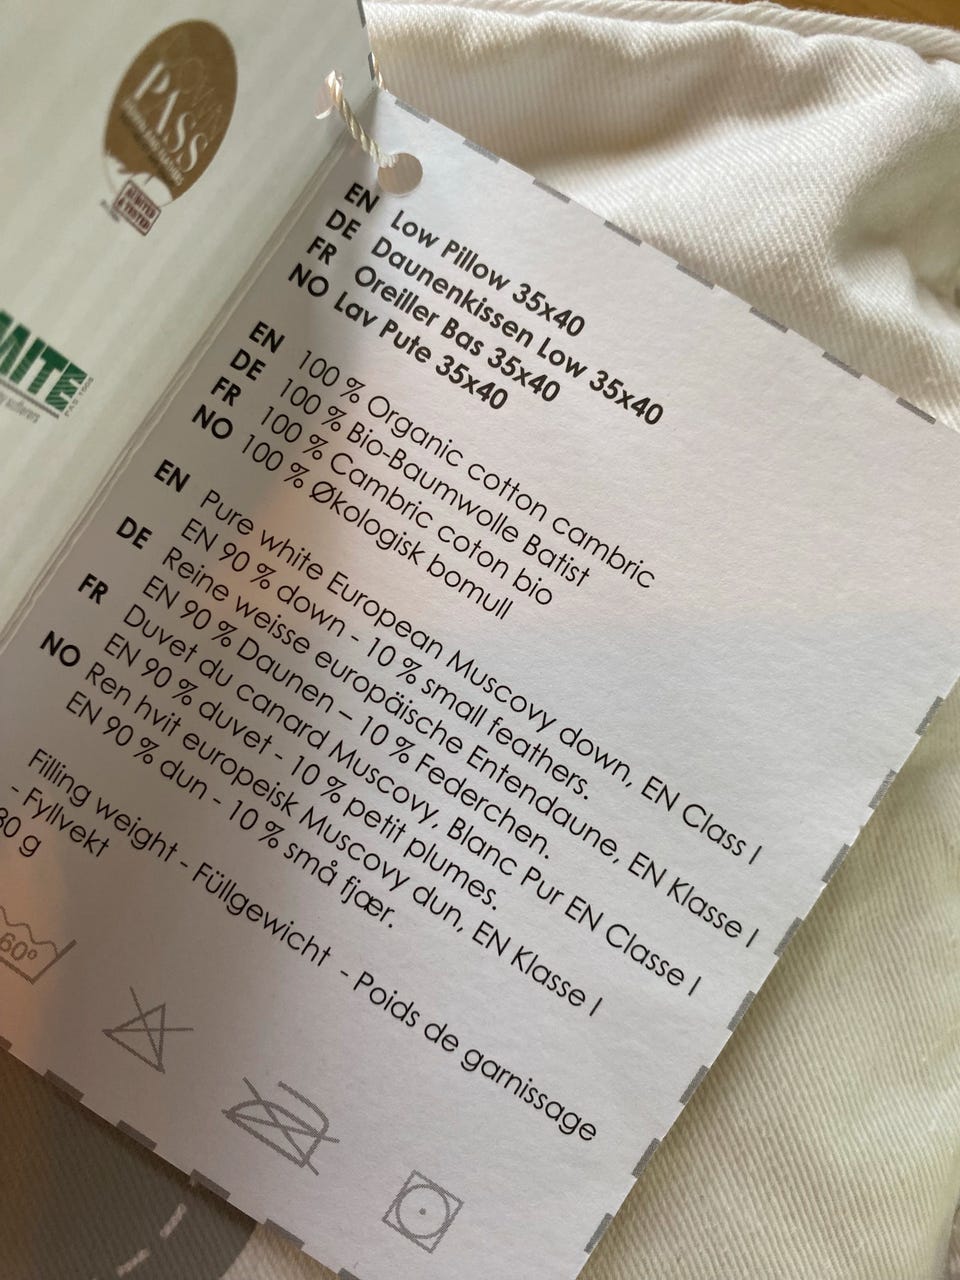 PASS
AUDITED
& TESTED
MITE
EN Low Pillow 35x40
DE Daunenkissen Low 35x40
FR Oreiller Bas 35x40
NO Lav Pute 35x40
EN 100 % Organic cotton cambric
DE 100 % Bio-Baumwolle Batist
FR 100 % Cambric coton bio
NO 100 % Økologisk bomull
EN Pure white European Muscovy down, EN Class I
EN 90 % down - 10 % small feathers.
DE Reine weisse europäische Entendaune, EN Klasse I
EN 90 % Daunen – 10 % Federchen.
FR Duvet du canard Muscovy, Blanc Pur EN Classe I
EN 90 % duvet - 10 % petit plumes.
NO Ren hvit europeisk Muscovy dun, EN Klasse I
EN 90 % dun - 10 % små fjær.
Filling weight - Füllgewicht - Poids de garnissage
- Fyllvekt
80 g
60°